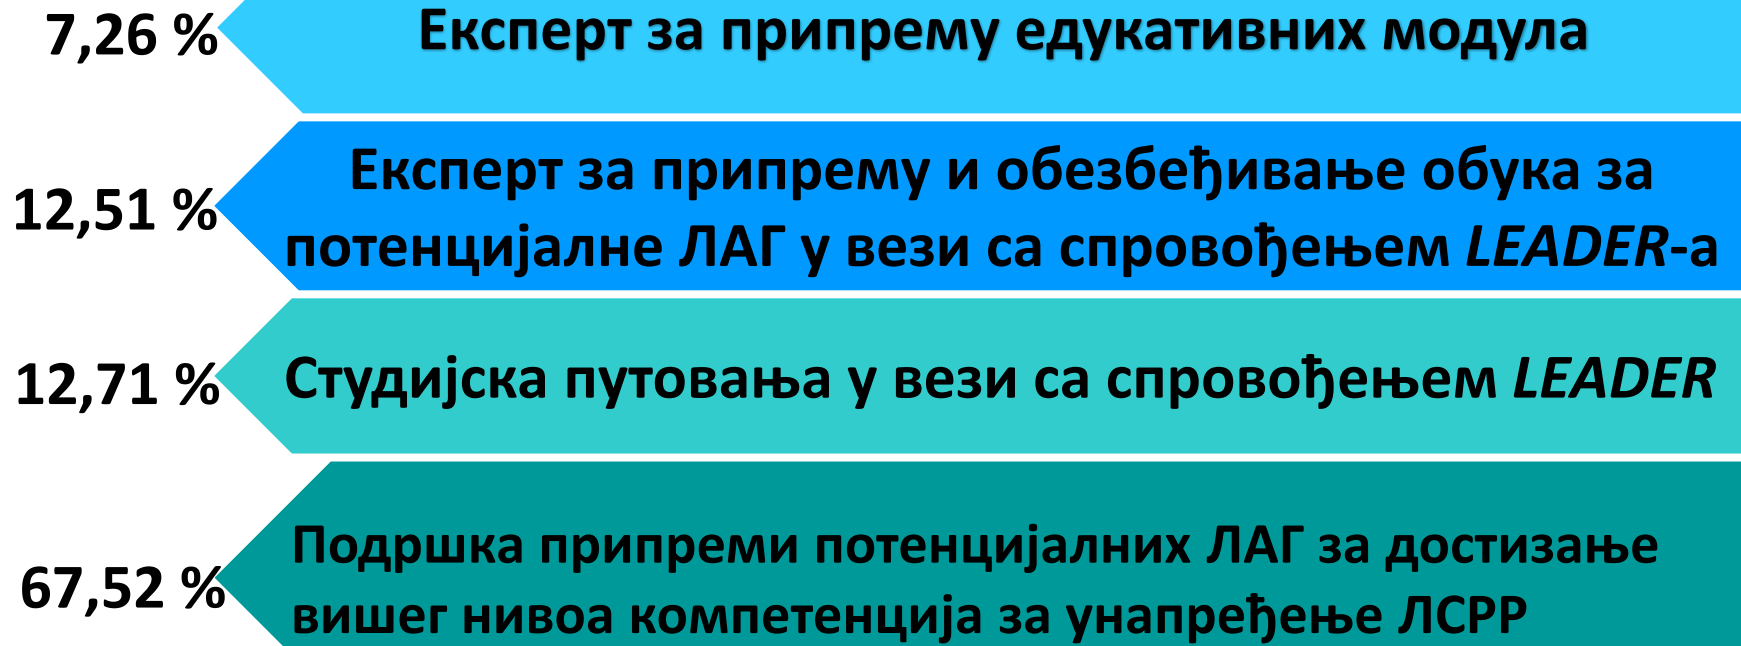 7,26 %
Експерт за припрему едукативних модула
12,51 %
Експерт за припрему и обезбеђивање обука за
потенцијалне ЛАГ у вези са спровођењем LEADER-а
12,71 %
Студијска путовања у вези са спровођењем LEADER
67,52 %
Подршка припреми потенцијалних ЛАГ за достизање
вишег нивоа компетенција за унапређење ЛСРР